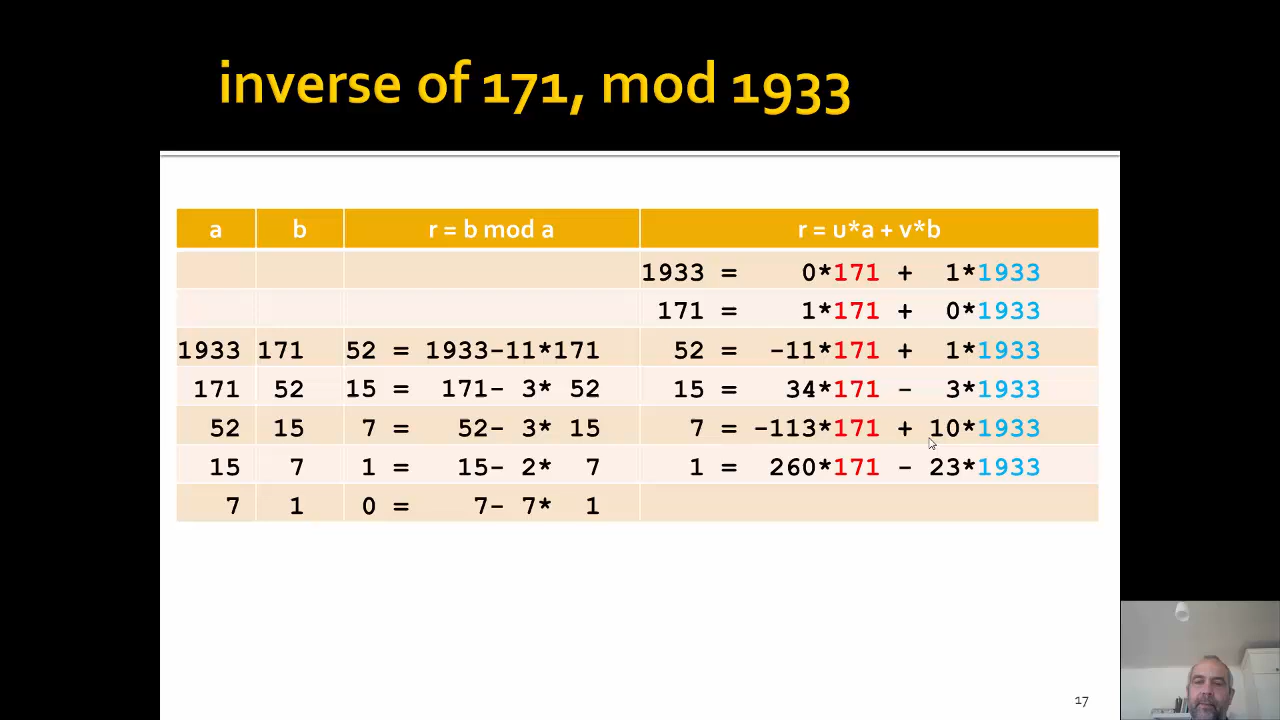 inverse of 171, mod 1933
a b r = b mod a r = u*a + v*b
1933 = 0*171 + 1*1933
171 = 1*171 + 0*1933
1933 171 52 = 1933-11*171 52 = -11*171 + 1*1933
171 52 15 = 171- 3* 52 15 = 34*171 - 3*1933
52 15 7 = 52- 3* 15 7 = -113*171 + 10*1933
15 7 1 = 15- 2* 7 1 = 260*171 - 23*1933
7 1 0 = 7- 7* 1
17